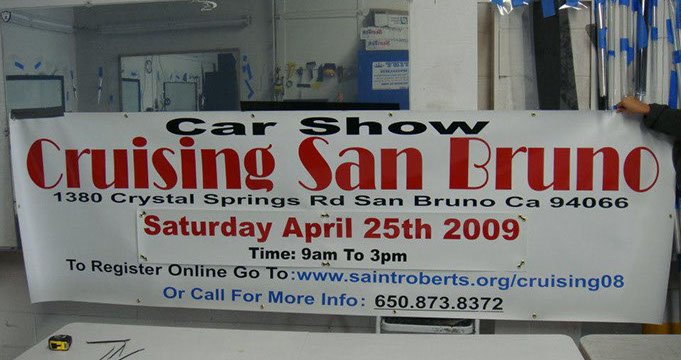 Car Show
Cruising San Bruno
1380 Crystal Springs Rd San Bruno Ca 94066
Saturday April 25th 2009
Time: 9am To 3pm
To Register Online Go To:www.saintroberts.org/cruising08
Or Call For More Info: 650.873.8372